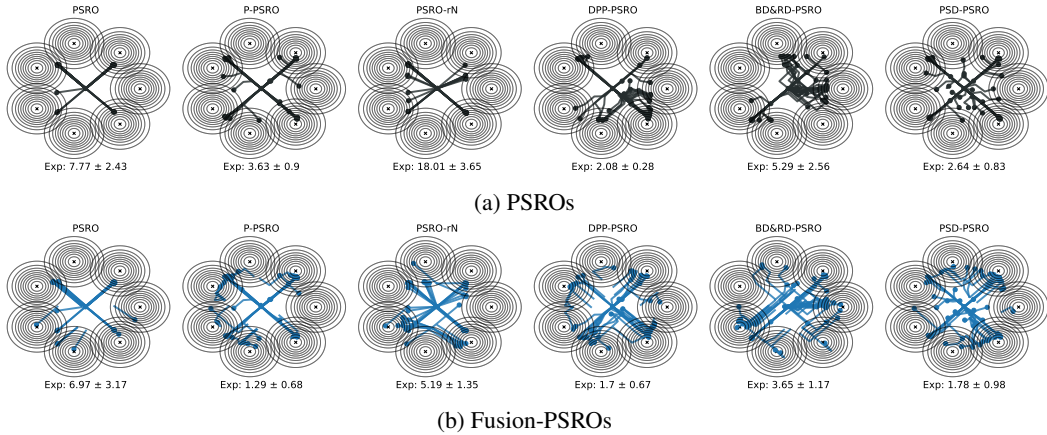 PSRO P-PSRO PSRO-rN DPP-PSRO BD&RD-PSRO PSD-PSRO
Exp: 7.77 ± 2.43 Exp: 3.63 ± 0.9 Exp: 18.01 ± 3.65 Exp: 2.08 ± 0.28 Exp: 5.29 ± 2.56 Exp: 2.64 ± 0.83
(a) PSROs
PSRO P-PSRO PSRO-rN DPP-PSRO BD&RD-PSRO PSD-PSRO
Exp: 6.97 ± 3.17 Exp: 1.29 ± 0.68 Exp: 5.19 ± 1.35 Exp: 1.7 ± 0.67 Exp: 3.65 ± 1.17 Exp: 1.78 ± 0.98
(b) Fusion-PSROs